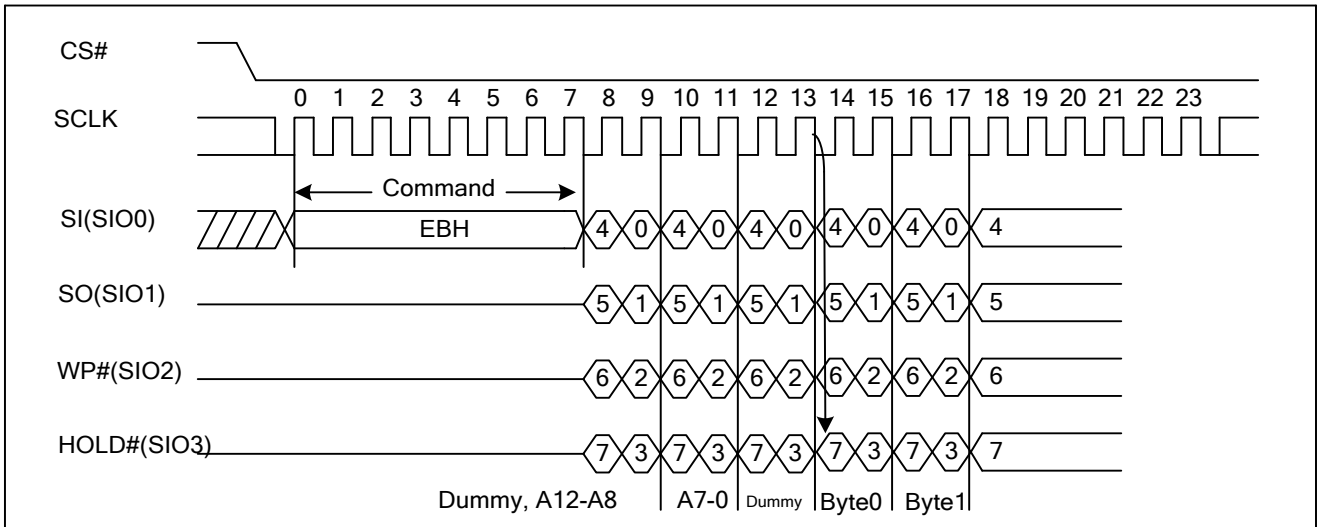 CS#
0 1 2 3 4 5 6 7 8 9 10 11 12 13 14 15 16 17 18 19 20 21 22 23
SCLK
Command
SI(SIO0) EBH 4 0 4 0 4 0 4 0 4 0 4
SO(SIO1) 5 1 5 1 5 1 5 1 5 1 5
WP#(SIO2) 6 2 6 2 6 2 6 2 6 2 6
HOLD#(SIO3) 7 3 7 3 7 3 7 3 7 3 7
Dummy, A12-A8 A7-0 Dummy Byte0 Byte1